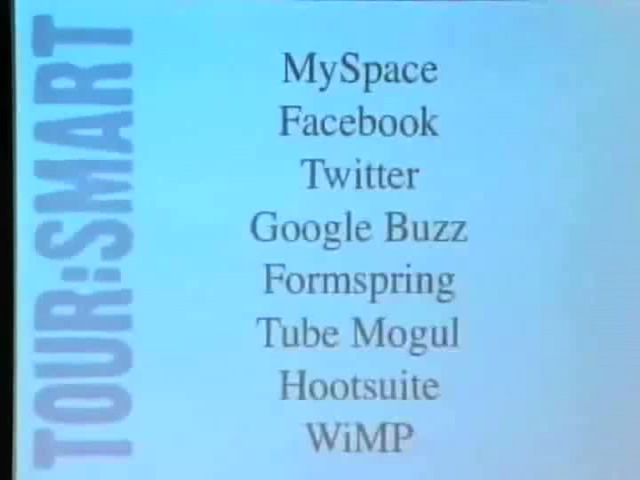 TOUR:SMART
MySpace
Facebook
Twitter
Google Buzz
Formspring
Tube Mogul
Hootsuite
WiMP